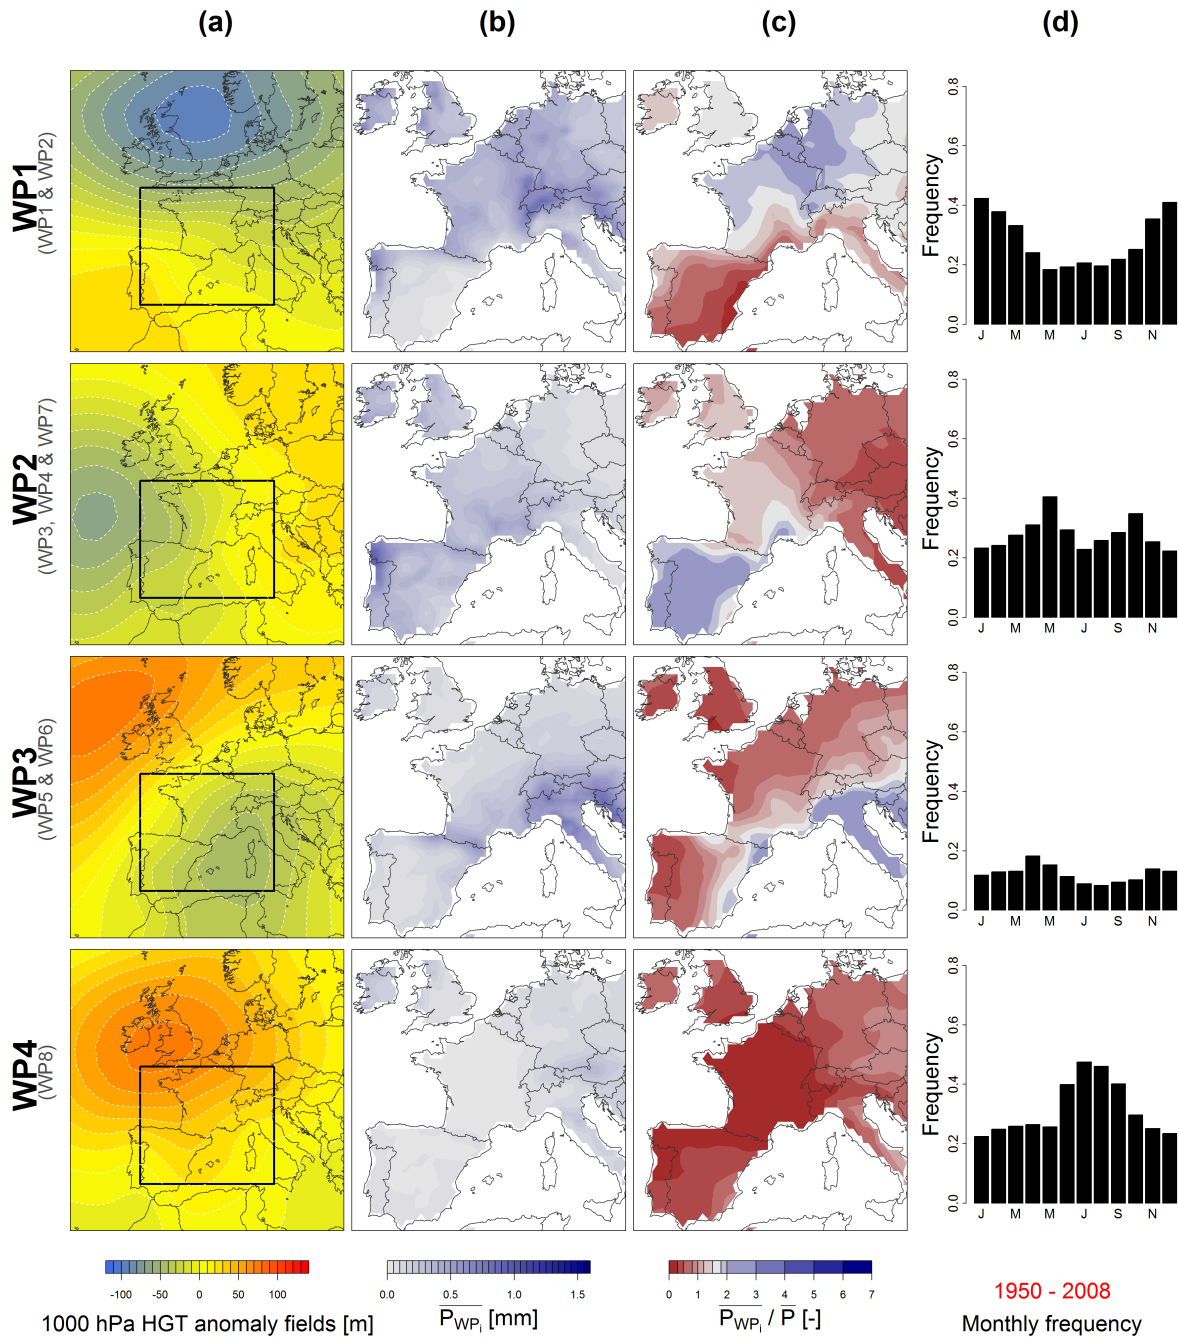 (a) (b) (c) (d)
WP1
(WP1 & WP2)
Frequency
0.0 0.2 0.4 0.6 0.8
J M M J S N
WP2
(WP3, WP4 & WP7)
Frequency
0.0 0.2 0.4 0.6 0.8
J M M J S N
WP3
(WP5 & WP6)
Frequency
0.0 0.2 0.4 0.6 0.8
J M M J S N
WP4
(WP8)
Frequency
0.0 0.2 0.4 0.6 0.8
J M M J S N
-100 -50 0 50 100
1000 hPa HGT anomaly fields [m]
0.0 0.5 1.0 1.5
P WPi [mm]
0 1 2 3 4 5 6 7
P WPi / P [-]
1950 - 2008
Monthly frequency